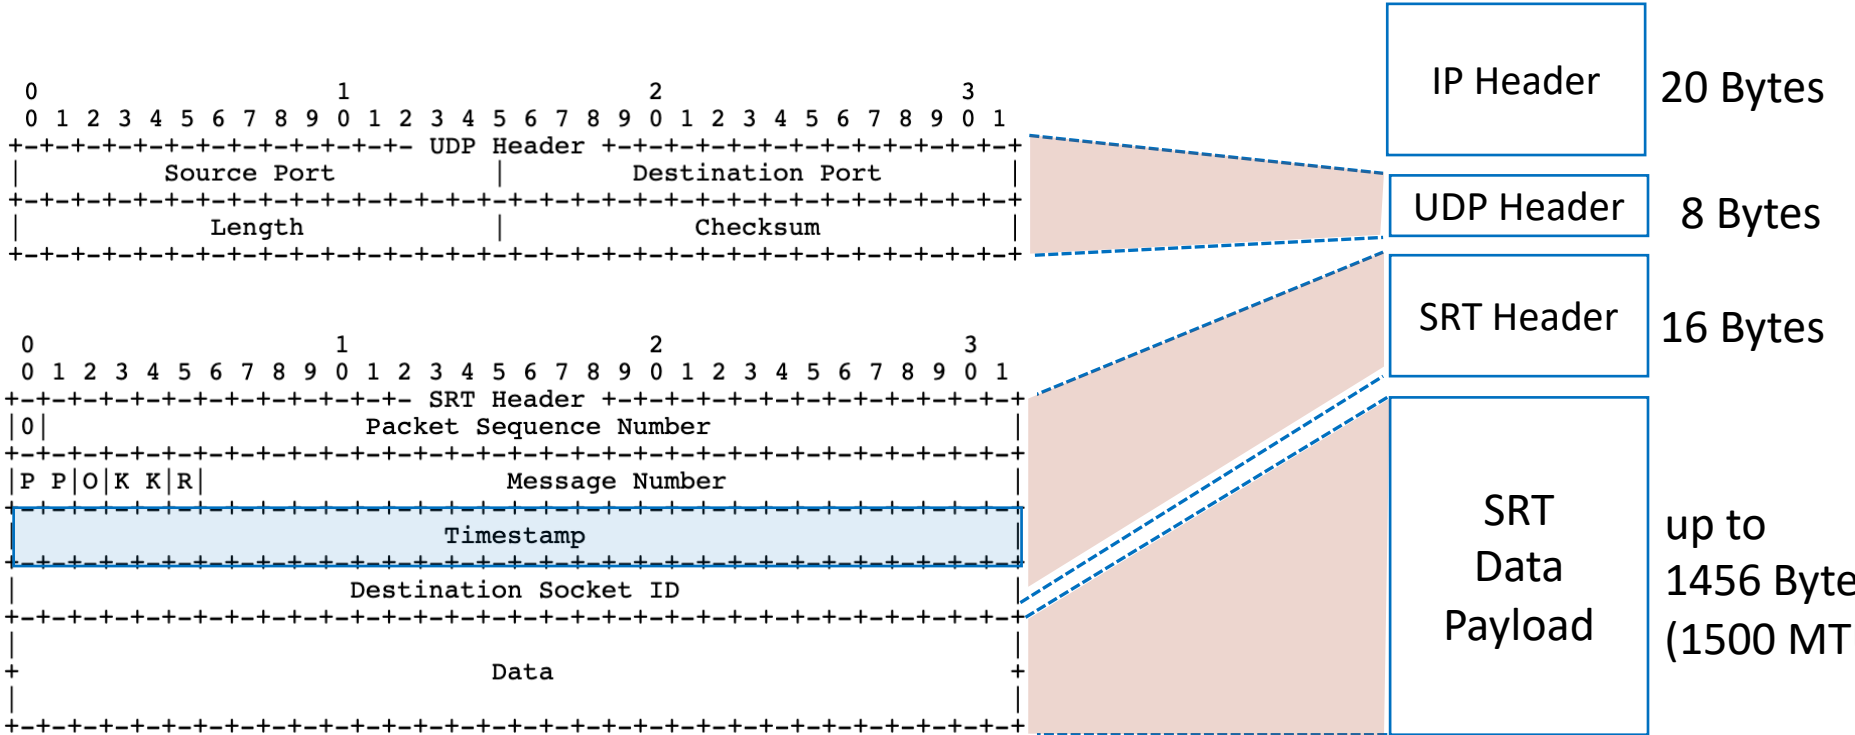 0 1 2 3
0 1 2 3 4 5 6 7 8 9 0 1 2 3 4 5 6 7 8 9 0 1 2 3 4 5 6 7 8 9 0 1
+-+-+-+-+-+-+-+-+-+-+-+-+- UDP Header +-+-+-+-+-+-+-+-+-+-+-+-+-+
| Source Port | Destination Port |
+-+-+-+-+-+-+-+-+-+-+-+-+-+-+-+-+-+-+-+-+-+-+-+-+-+-+-+-+-+-+-+-+
| Length | Checksum |
+-+-+-+-+-+-+-+-+-+-+-+-+-+-+-+-+-+-+-+-+-+-+-+-+-+-+-+-+-+-+-+-+
0 1 2 3
0 1 2 3 4 5 6 7 8 9 0 1 2 3 4 5 6 7 8 9 0 1 2 3 4 5 6 7 8 9 0 1
+-+-+-+-+-+-+-+-+-+-+-+-+- SRT Header +-+-+-+-+-+-+-+-+-+-+-+-+-+
|0| Packet Sequence Number |
+-+-+-+-+-+-+-+-+-+-+-+-+-+-+-+-+-+-+-+-+-+-+-+-+-+-+-+-+-+-+-+-+
|P P|O|K K|R| Message Number |
+-+-+-+-+-+-+-+-+-+-+-+-+-+-+-+-+-+-+-+-+-+-+-+-+-+-+-+-+-+-+-+-+
| Timestamp |
+-+-+-+-+-+-+-+-+-+-+-+-+-+-+-+-+-+-+-+-+-+-+-+-+-+-+-+-+-+-+-+-+
| Destination Socket ID |
+-+-+-+-+-+-+-+-+-+-+-+-+-+-+-+-+-+-+-+-+-+-+-+-+-+-+-+-+-+-+-+-+
| |
+ Data +
| |
+-+-+-+-+-+-+-+-+-+-+-+-+-+-+-+-+-+-+-+-+-+-+-+-+-+-+-+-+-+-+-+-+
IP Header 20 Bytes
UDP Header 8 Bytes
SRT Header 16 Bytes
SRT
Data
Payload
up to
1456 Byte
(1500 MT